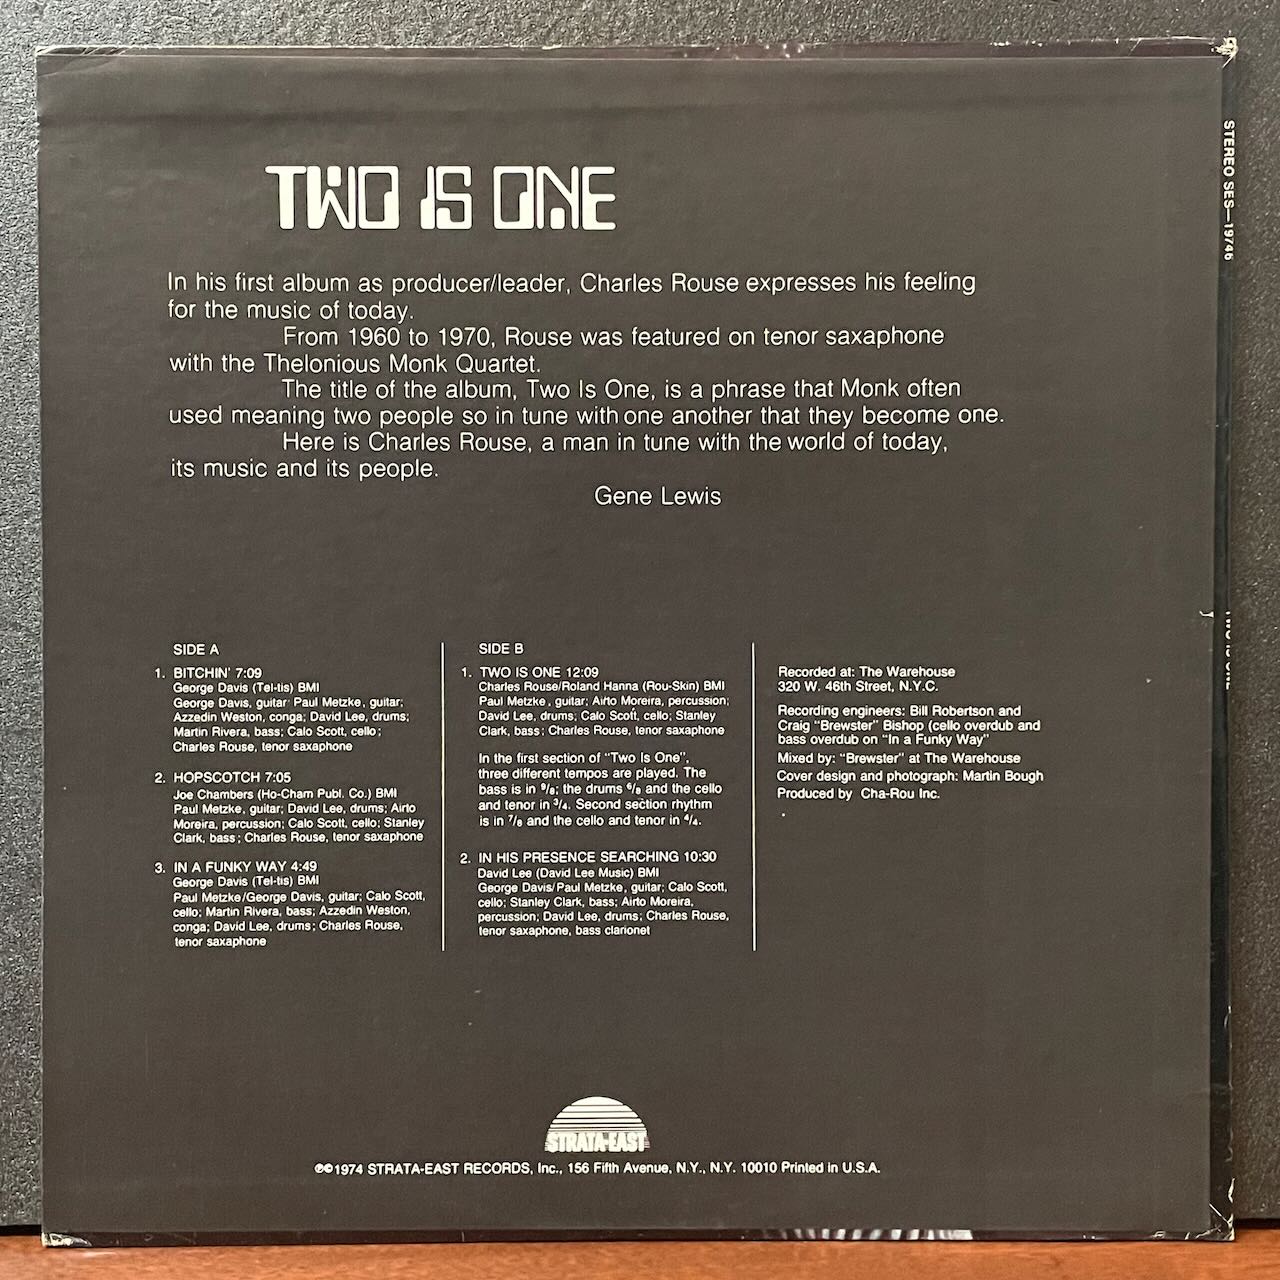 TWO IS ONE
In his first album as producer/leader, Charles Rouse expresses his feeling
for the music of today.
From 1960 to 1970, Rouse was featured on tenor saxaphone
with the Thelonious Monk Quartet.
The title of the album, Two Is One, is a phrase that Monk often
used meaning two people so in tune with one another that they become one.
Here is Charles Rouse, a man in tune with the world of today,
its music and its people.
Gene Lewis
SIDE A
1. BITCHIN' 7:09
George Davis (Tel-tis) BMI
George Davis, guitar Paul Metzke, guitar;
Azzedin Weston, conga; David Lee, drums;
Martin Rivera, bass; Calo Scott, cello;
Charles Rouse, tenor saxaphone
2. HOPSCOTCH 7:05
Joe Chambers (Ho-Cham Publ. Co.) BMI
Paul Metzke, guitar; David Lee, drums; Airto
Moreira, percussion; Calo Scott, cello; Stanley
Clark, bass; Charles Rouse, tenor saxaphone
3. IN A FUNKY WAY 4:49
George Davis (Tel-tis) BMI
Paul Metzke/George Davis, guitar; Calo Scott,
cello; Martin Rivera, bass; Azzedin Weston,
conga; David Lee, drums; Charles Rouse,
tenor saxaphone
SIDE B
1. TWO IS ONE 12:09
Charles Rouse/Roland Hanna (Rou-Skin) BMI
Paul Metzke, guitar; Airto Moreira, percussion;
David Lee, drums; Calo Scott, cello; Stanley
Clark, bass; Charles Rouse, tenor saxaphone
In the first section of "Two Is One",
three different tempos are played. The
bass is in 9/8; the drums 6/8 and the cello
and tenor in 3/4. Second section rhythm
is in 7/8 and the cello and tenor in 4/4.
2. IN HIS PRESENCE SEARCHING 10:30
David Lee (David Lee Music) BMI
George Davis/Paul Metzke, guitar; Calo Scott,
cello; Stanley Clark, bass; Airto Moreira,
percussion; David Lee, drums; Charles Rouse,
tenor saxaphone, bass clarionet
Recorded at: The Warehouse
320 W. 46th Street, N.Y.C.
Recording engineers: Bill Robertson and
Craig "Brewster" Bishop (cello overdub and
bass overdub on "In a Funky Way"
Mixed by: "Brewster" at The Warehouse
Cover design and photograph: Martin Bough
Produced by Cha-Rou Inc.
STRATA-EAST
℗©1974 STRATA-EAST RECORDS, Inc., 156 Fifth Avenue, N.Y., N.Y. 10010 Printed in U.S.A.
STEREO SES—19746
TWO IS ONE